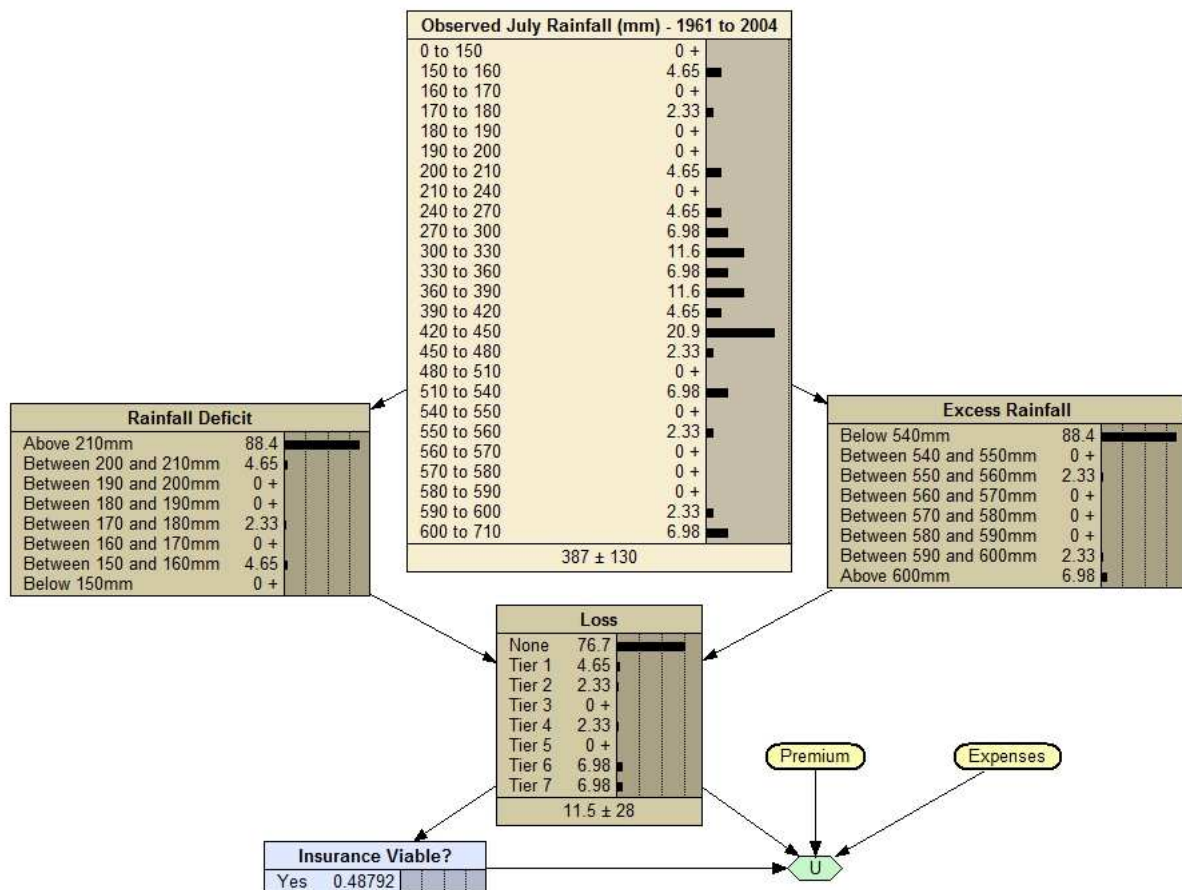 Observed July Rainfall (mm) - 1961 to 2004
0 to 150 0 +
150 to 160 4.65
160 to 170 0 +
170 to 180 2.33
180 to 190 0 +
190 to 200 0 +
200 to 210 4.65
210 to 240 0 +
240 to 270 4.65
270 to 300 6.98
300 to 330 11.6
330 to 360 6.98
360 to 390 11.6
390 to 420 4.65
420 to 450 20.9
450 to 480 2.33
480 to 510 0 +
510 to 540 6.98
540 to 550 0 +
550 to 560 2.33
560 to 570 0 +
570 to 580 0 +
580 to 590 0 +
590 to 600 2.33
600 to 710 6.98
387 ± 130
Rainfall Deficit
Above 210mm 88.4
Between 200 and 210mm 4.65
Between 190 and 200mm 0 +
Between 180 and 190mm 0 +
Between 170 and 180mm 2.33
Between 160 and 170mm 0 +
Between 150 and 160mm 4.65
Below 150mm 0 +
Excess Rainfall
Below 540mm 88.4
Between 540 and 550mm 0 +
Between 550 and 560mm 2.33
Between 560 and 570mm 0 +
Between 570 and 580mm 0 +
Between 580 and 590mm 0 +
Between 590 and 600mm 2.33
Above 600mm 6.98
Loss
None 76.7
Tier 1 4.65
Tier 2 2.33
Tier 3 0 +
Tier 4 2.33
Tier 5 0 +
Tier 6 6.98
Tier 7 6.98
11.5 ± 28
Premium
Expenses
Insurance Viable?
Yes 0.48792
U